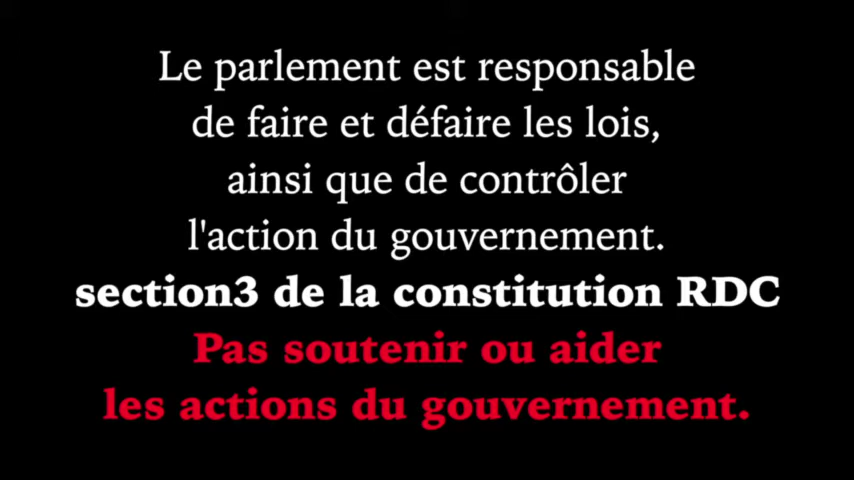 Le parlement est responsable
de faire et défaire les lois,
ainsi que de contrôler
l'action du gouvernement.
section3 de la constitution RDC
Pas soutenir ou aider
les actions du gouvernement.